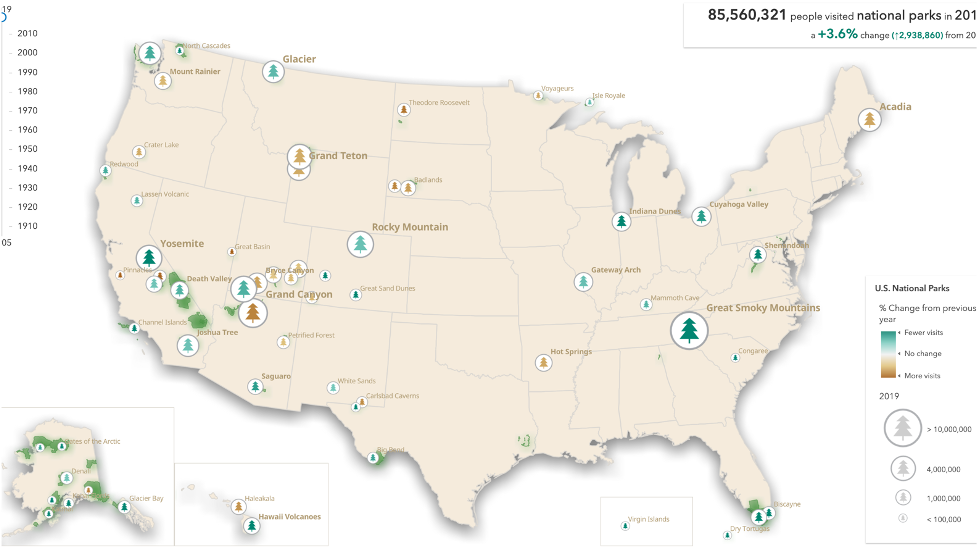 19
85,560,321 people visited national parks in 201
a +3.6% change (↑2,938,860) from 20
2010
2000
1990
1980
1970
1960
1950
1940
1930
1920
1910
05
North Cascades
Glacier
Mount Rainier
Voyageurs
Isle Royale
Theodore Roosevelt
Acadia
Crater Lake
Grand Teton
Redwood
Badlands
Lassen Volcanic
Cuyahoga Valley
Indiana Dunes
Rocky Mountain
Yosemite
Great Basin
Shenandoah
Pinnacles
Bryce Canyon
Gateway Arch
Death Valley
Great Sand Dunes
Grand Canyon
Mammoth Cave
Great Smoky Mountains
Channel Islands
Joshua Tree
Petrified Forest
Hot Springs
Congaree
Saguaro
White Sands
Carlsbad Caverns
Big Bend
Gates of the Arctic
Denali
Glacier Bay
Haleakala
Hawaii Volcanoes
Virgin Islands
Biscayne
Dry Tortugas
U.S. National Parks
% Change from previous
year
Fewer visits
No change
More visits
2019
> 10,000,000
4,000,000
1,000,000
< 100,000